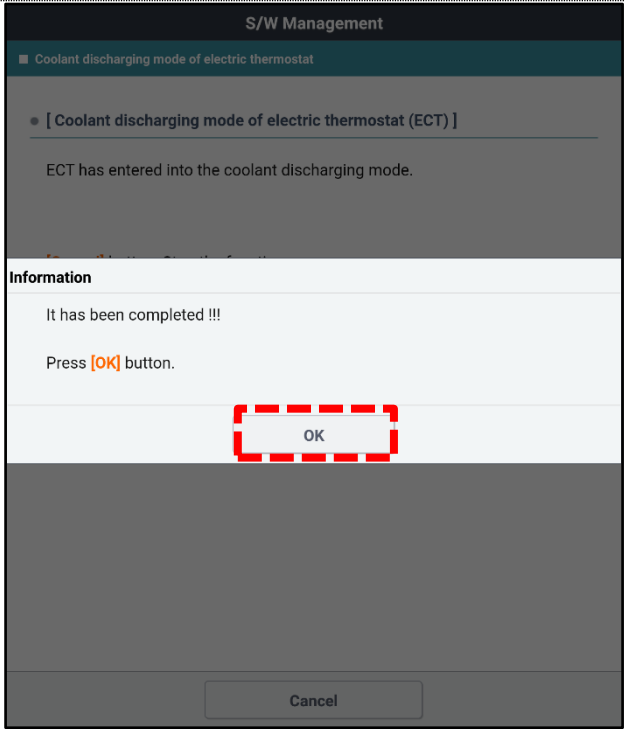 S/W Management
Coolant discharging mode of electric thermostat
[ Coolant discharging mode of electric thermostat (ECT) ]
ECT has entered into the coolant discharging mode.
Information
It has been completed !!!
Press [OK] button.
OK
Cancel